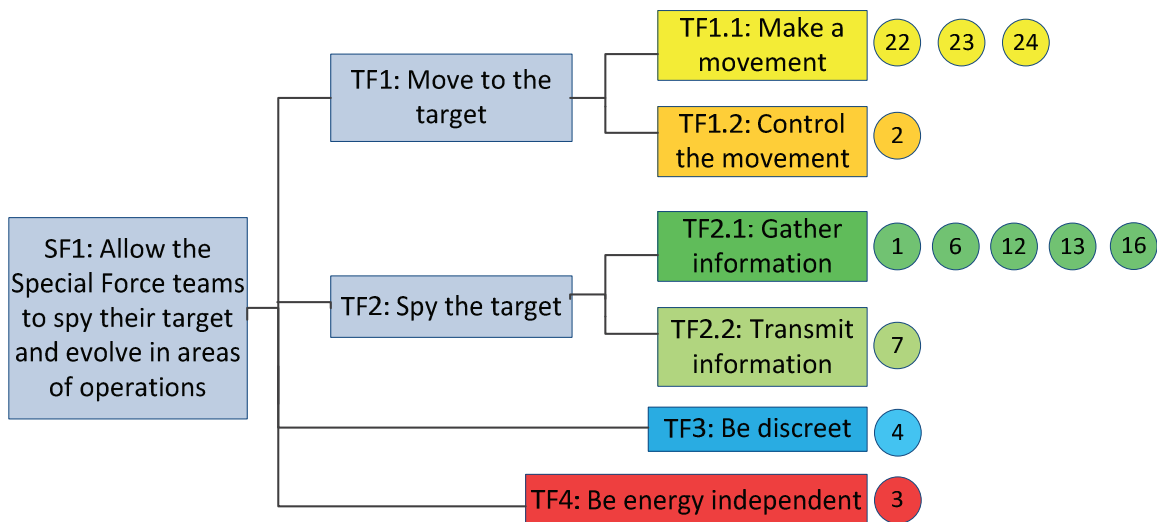 TF1.1: Make a
movement
22 23 24
TF1: Move to the
target
TF1.2: Control
the movement
2
SF1: Allow the
Special Force teams
to spy their target
and evolve in areas
of operations
TF2.1: Gather
information
1 6 12 13 16
TF2: Spy the target
TF2.2: Transmit
information
7
TF3: Be discreet
4
TF4: Be energy independent
3